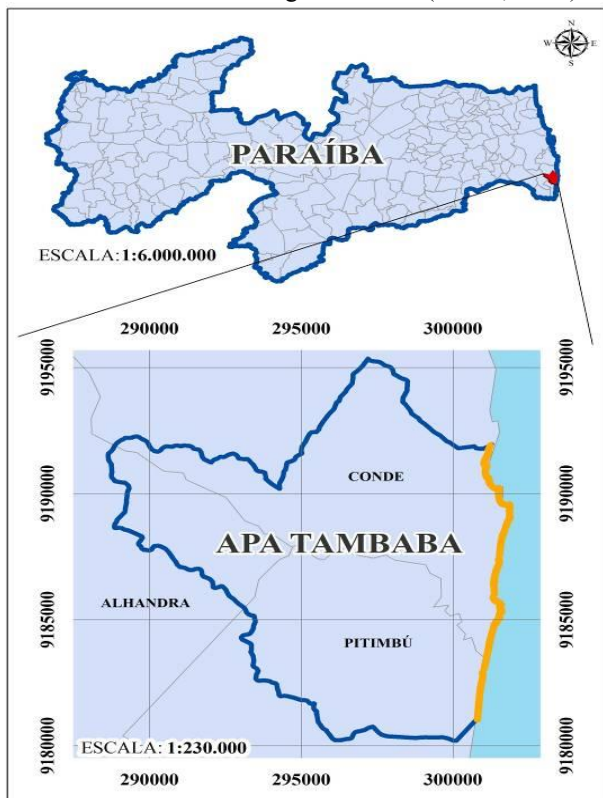 N
W E
S
PARAÍBA
ESCALA: 1:6.000.000
290000 295000 300000
9195000 9195000
CONDE
9190000 9190000
APA TAMBABA
ALHANDRA
9185000 9185000
PITIMBÚ
9180000 9180000
ESCALA: 1:230.000
290000 295000 300000